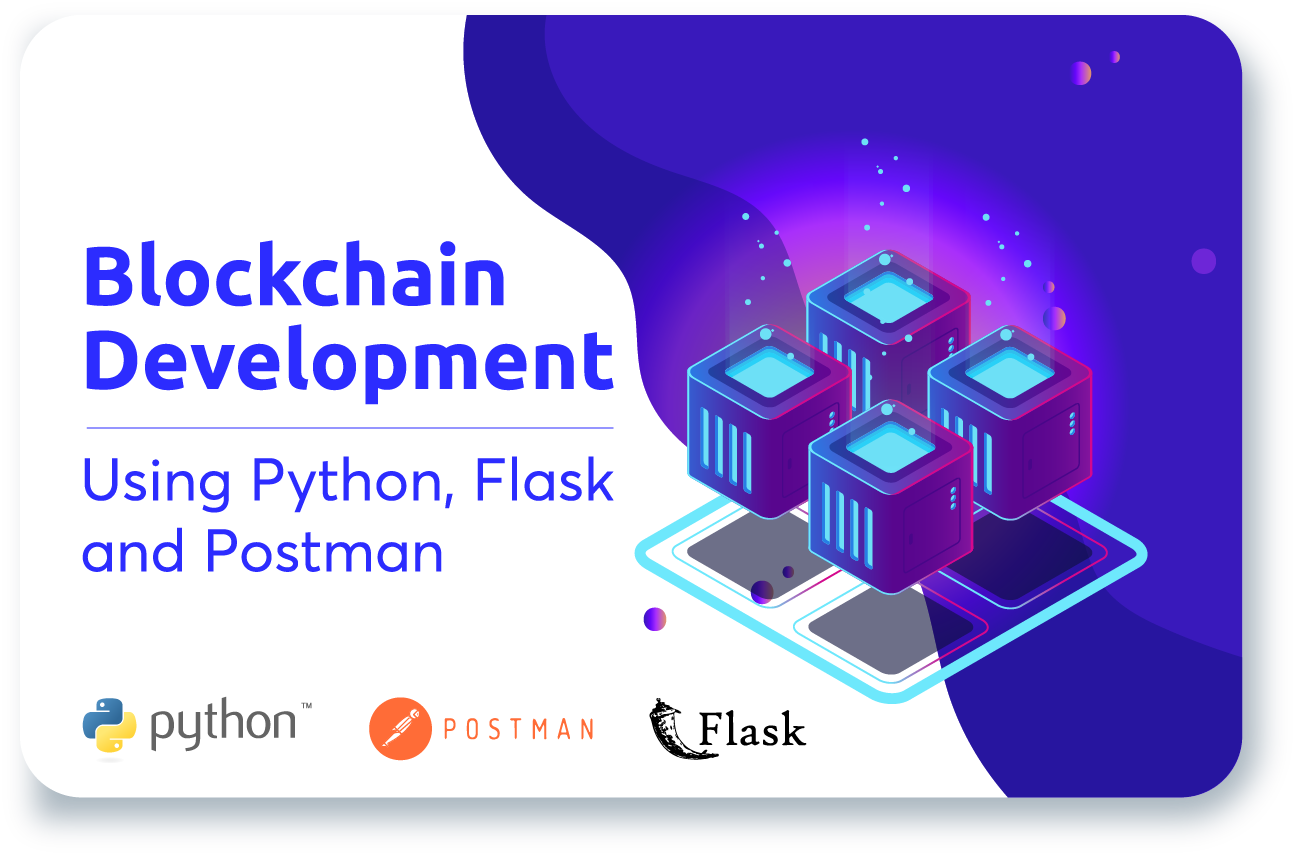 Blockchain
Development
Using Python, Flask
and Postman
python™
POSTMAN
Flask